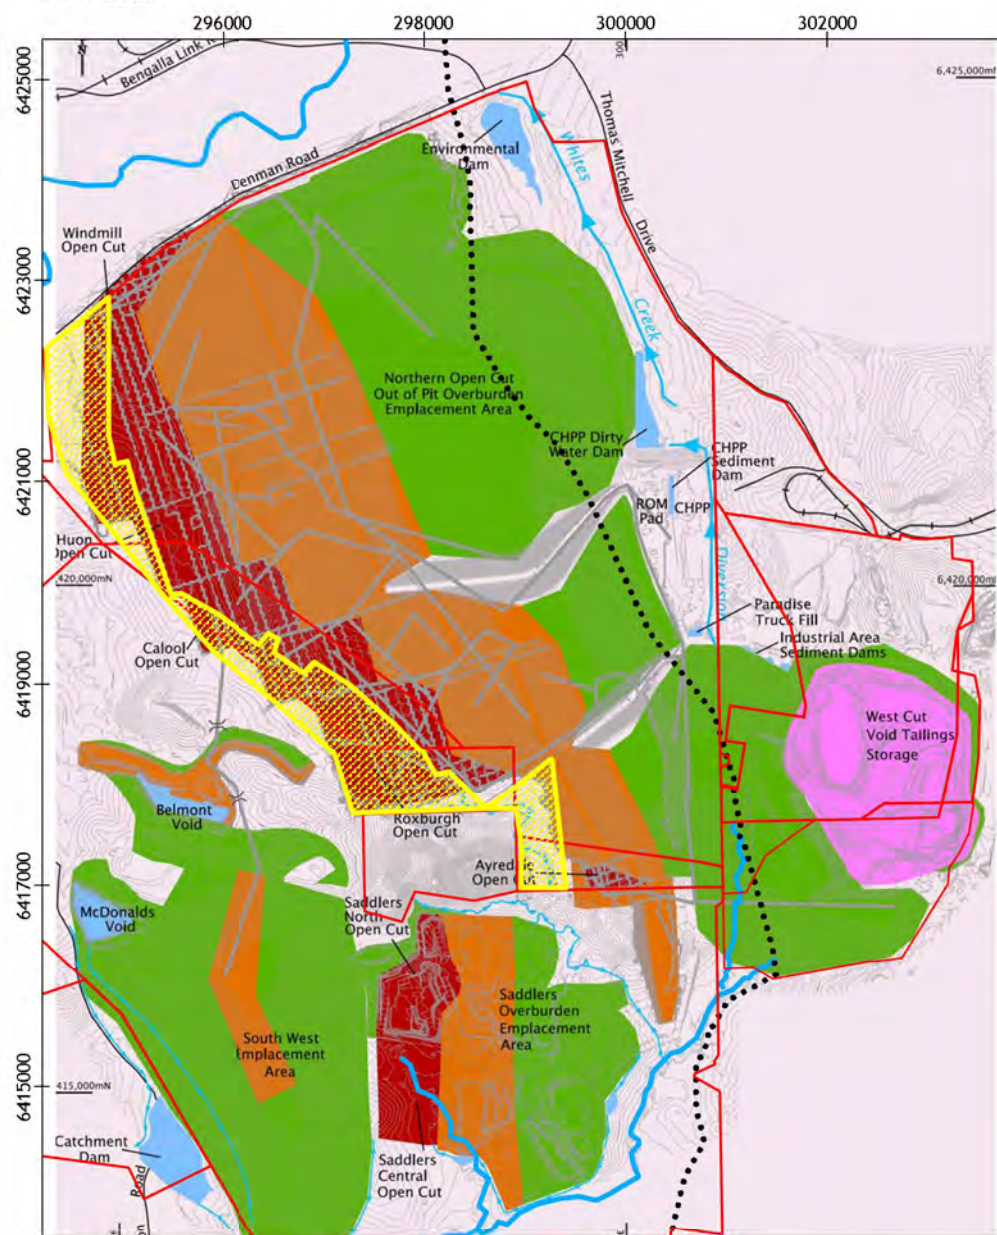 296000
298000
300000
302000
6425000
6423000
6421000
6419000
6417000
6415000
N
Bengalla Link
300
6,425,000mN
Denman Road
Environmental
Dam
Whites
Creek
Thomas Mitchell
Drive
Windmill
Open Cut
Northern Open Cut
Out of Pit Overburden
Emplacement Area
CHPP Dirty
Water Dam
CHPP
Sediment
Dam
ROM
Pad
CHPP
Diversion
Huon
Open Cut
420,000mN
6,420,000mN
Paradise
Truck Fill
Industrial Area
Sediment Dams
Calool
Open Cut
West Cut
Void Tailings
Storage
Belmont
Void
Roxburgh
Open Cut
Ayredale
Open Cut
McDonalds
Void
Saddlers
North
Open Cut
Saddlers
Overburden
Emplacement
Area
South West
Emplacement
Area
415,000mN
Catchment
Dam
Road
Saddlers
Central
Open Cut